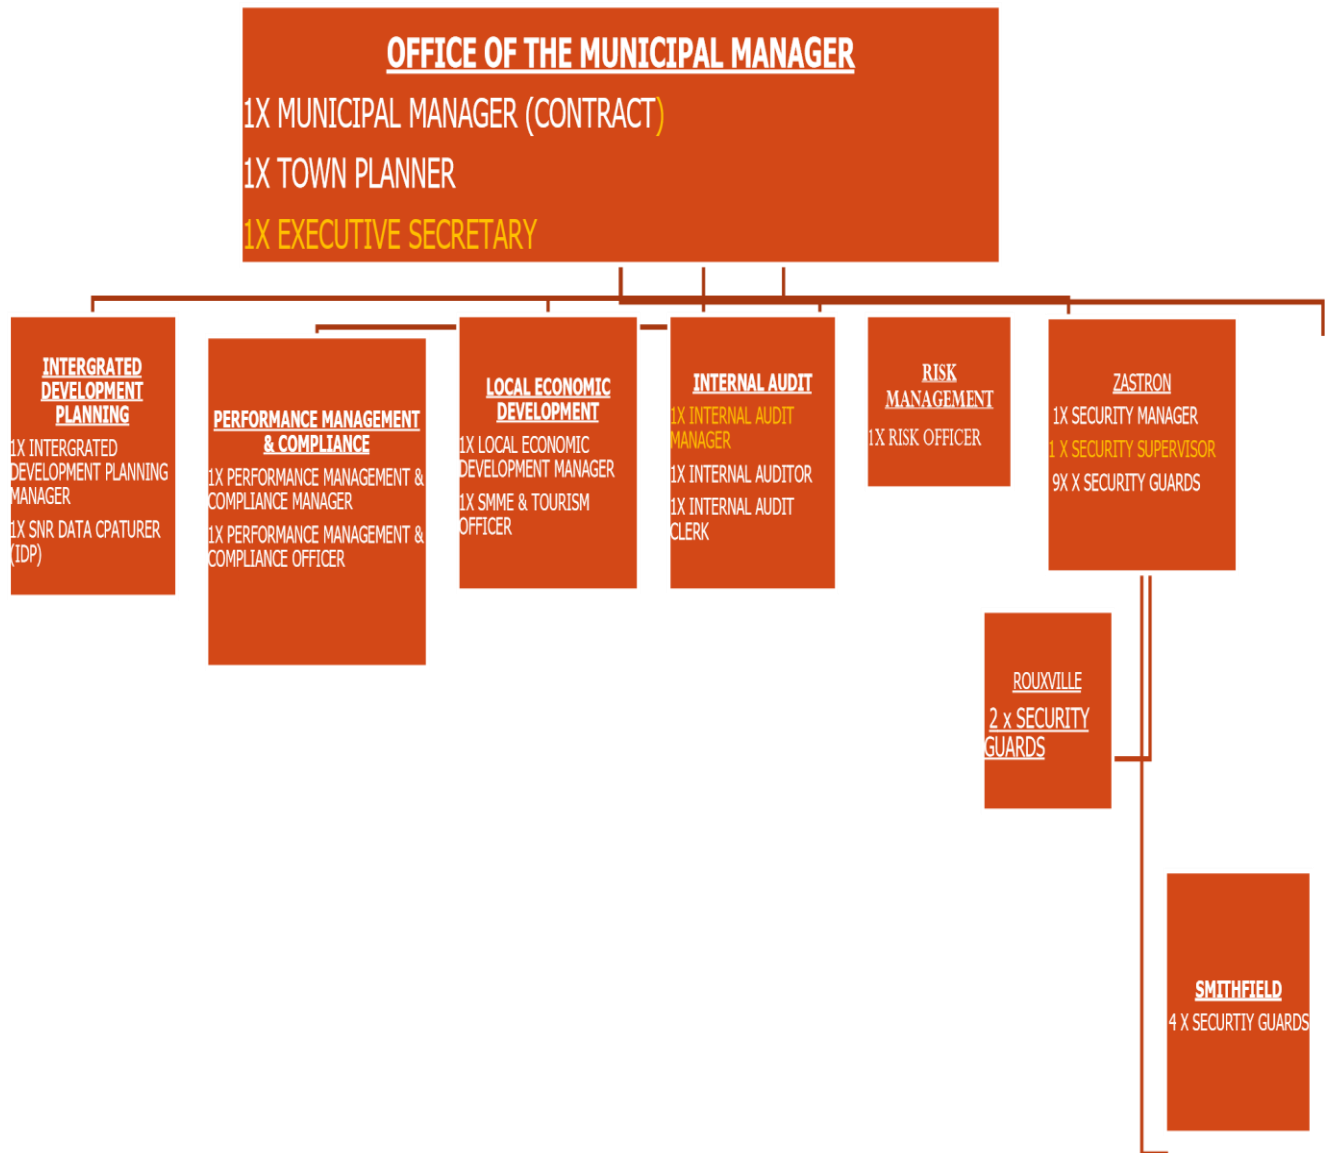 OFFICE OF THE MUNICIPAL MANAGER
1X MUNICIPAL MANAGER (CONTRACT)
1X TOWN PLANNER
1X EXECUTIVE SECRETARY
INTERGRATED
DEVELOPMENT
PLANNING
1X INTERGRATED
DEVELOPMENT PLANNING
MANAGER
1X SNR DATA CPATURER
(IDP)
PERFORMANCE MANAGEMENT
& COMPLIANCE
1X PERFORMANCE MANAGEMENT &
COMPLIANCE MANAGER
1X PERFORMANCE MANAGEMENT &
COMPLIANCE OFFICER
LOCAL ECONOMIC
DEVELOPMENT
1X LOCAL ECONOMIC
DEVELOPMENT MANAGER
1X SMME & TOURISM
OFFICER
INTERNAL AUDIT
1X INTERNAL AUDIT
MANAGER
1X INTERNAL AUDITOR
1X INTERNAL AUDIT
CLERK
RISK
MANAGEMENT
1X RISK OFFICER
ZASTRON
1X SECURITY MANAGER
1 X SECURITY SUPERVISOR
9X X SECURITY GUARDS
ROUXVILLE
2 x SECURITY
GUARDS
SMITHFIELD
4 X SECURTIY GUARDS